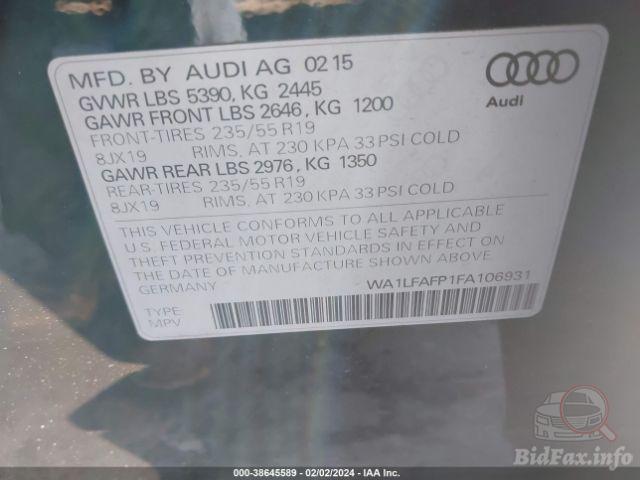 MFD. BY AUDI AG 02 15
GVWR LBS 5390, KG 2445
GAWR FRONT LBS 2646, KG 1200
FRONT-TIRES 235/55 R19
8JX19 RIMS, AT 230 KPA 33 PSI COLD
GAWR REAR LBS 2976, KG 1350
REAR-TIRES 235/55 R19
8JX19 RIMS, AT 230 KPA 33 PSI COLD
Audi
THIS VEHICLE CONFORMS TO ALL APPLICABLE
U.S. FEDERAL MOTOR VEHICLE SAFETY AND
THEFT PREVENTION STANDARDS IN EFFECT ON
THE DATE OF MANUFACTURE SHOWN ABOVE.
GERMANY WA1LFAFP1FA106931
TYPE
MPV
BidFax.info
000-38645589 - 02/02/2024 - IAA Inc.